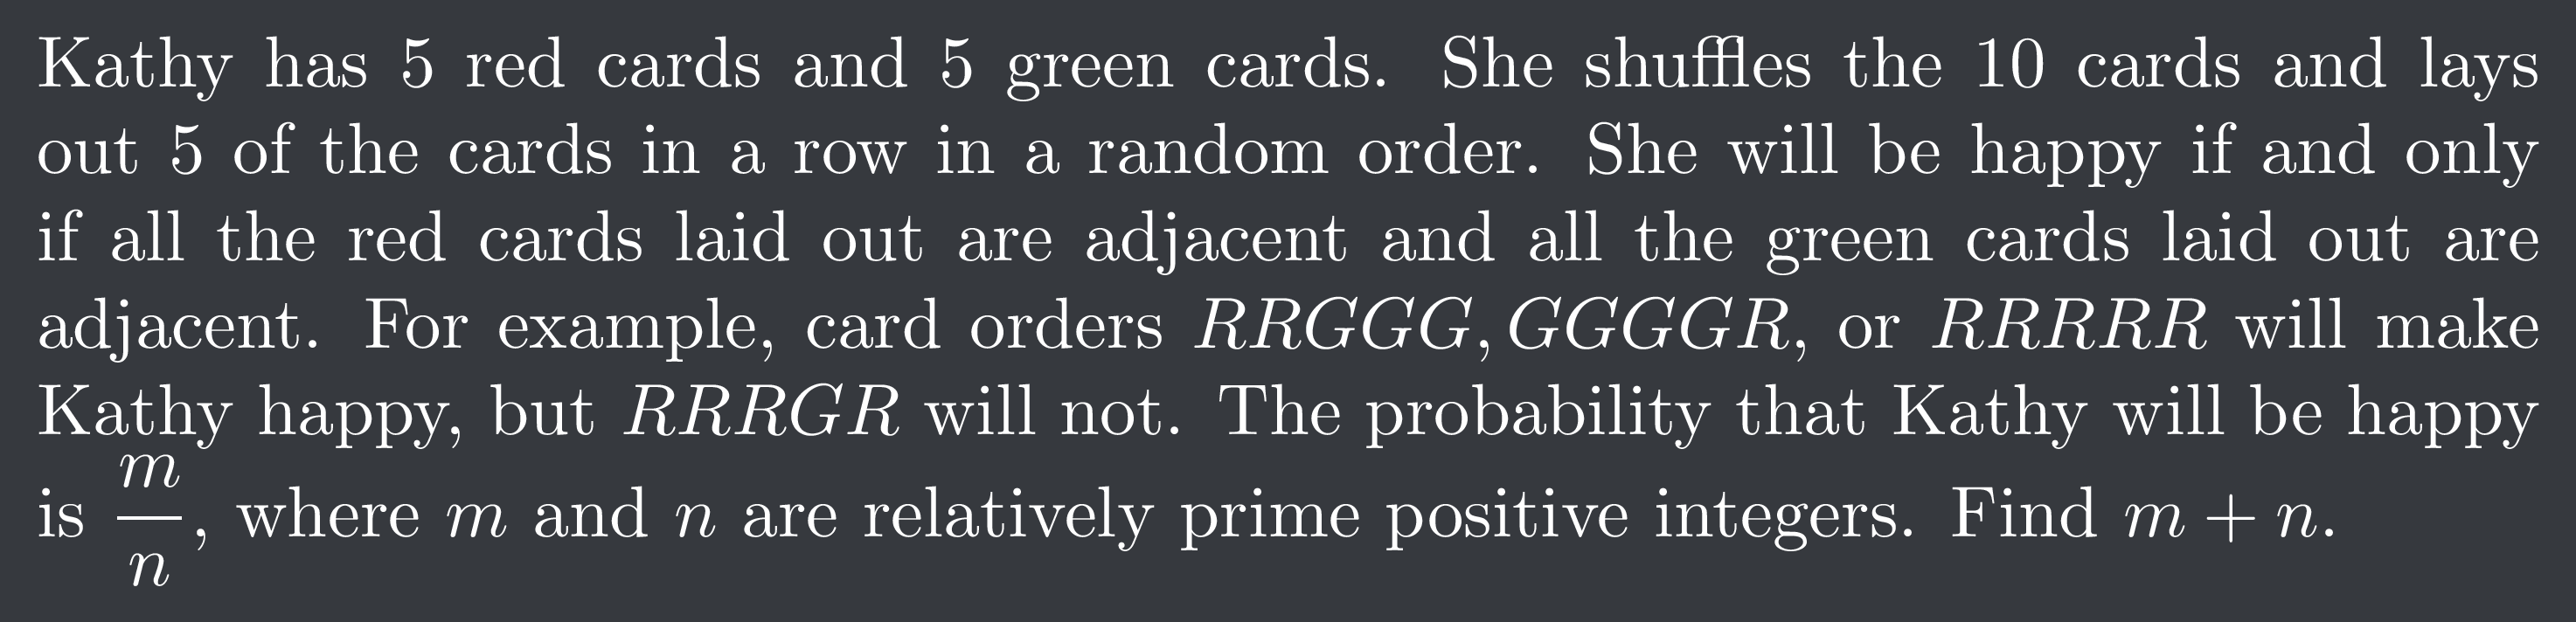 Kathy has 5 red cards and 5 green cards. She shuffles the 10 cards and lays
out 5 of the cards in a row in a random order. She will be happy if and only
if all the red cards laid out are adjacent and all the green cards laid out are
adjacent. For example, card orders RRGGG, GGGGR, or RRRRR will make
Kathy happy, but RRRGR will not. The probability that Kathy will be happy
is \frac{m}{n}, where m and n are relatively prime positive integers. Find m + n.